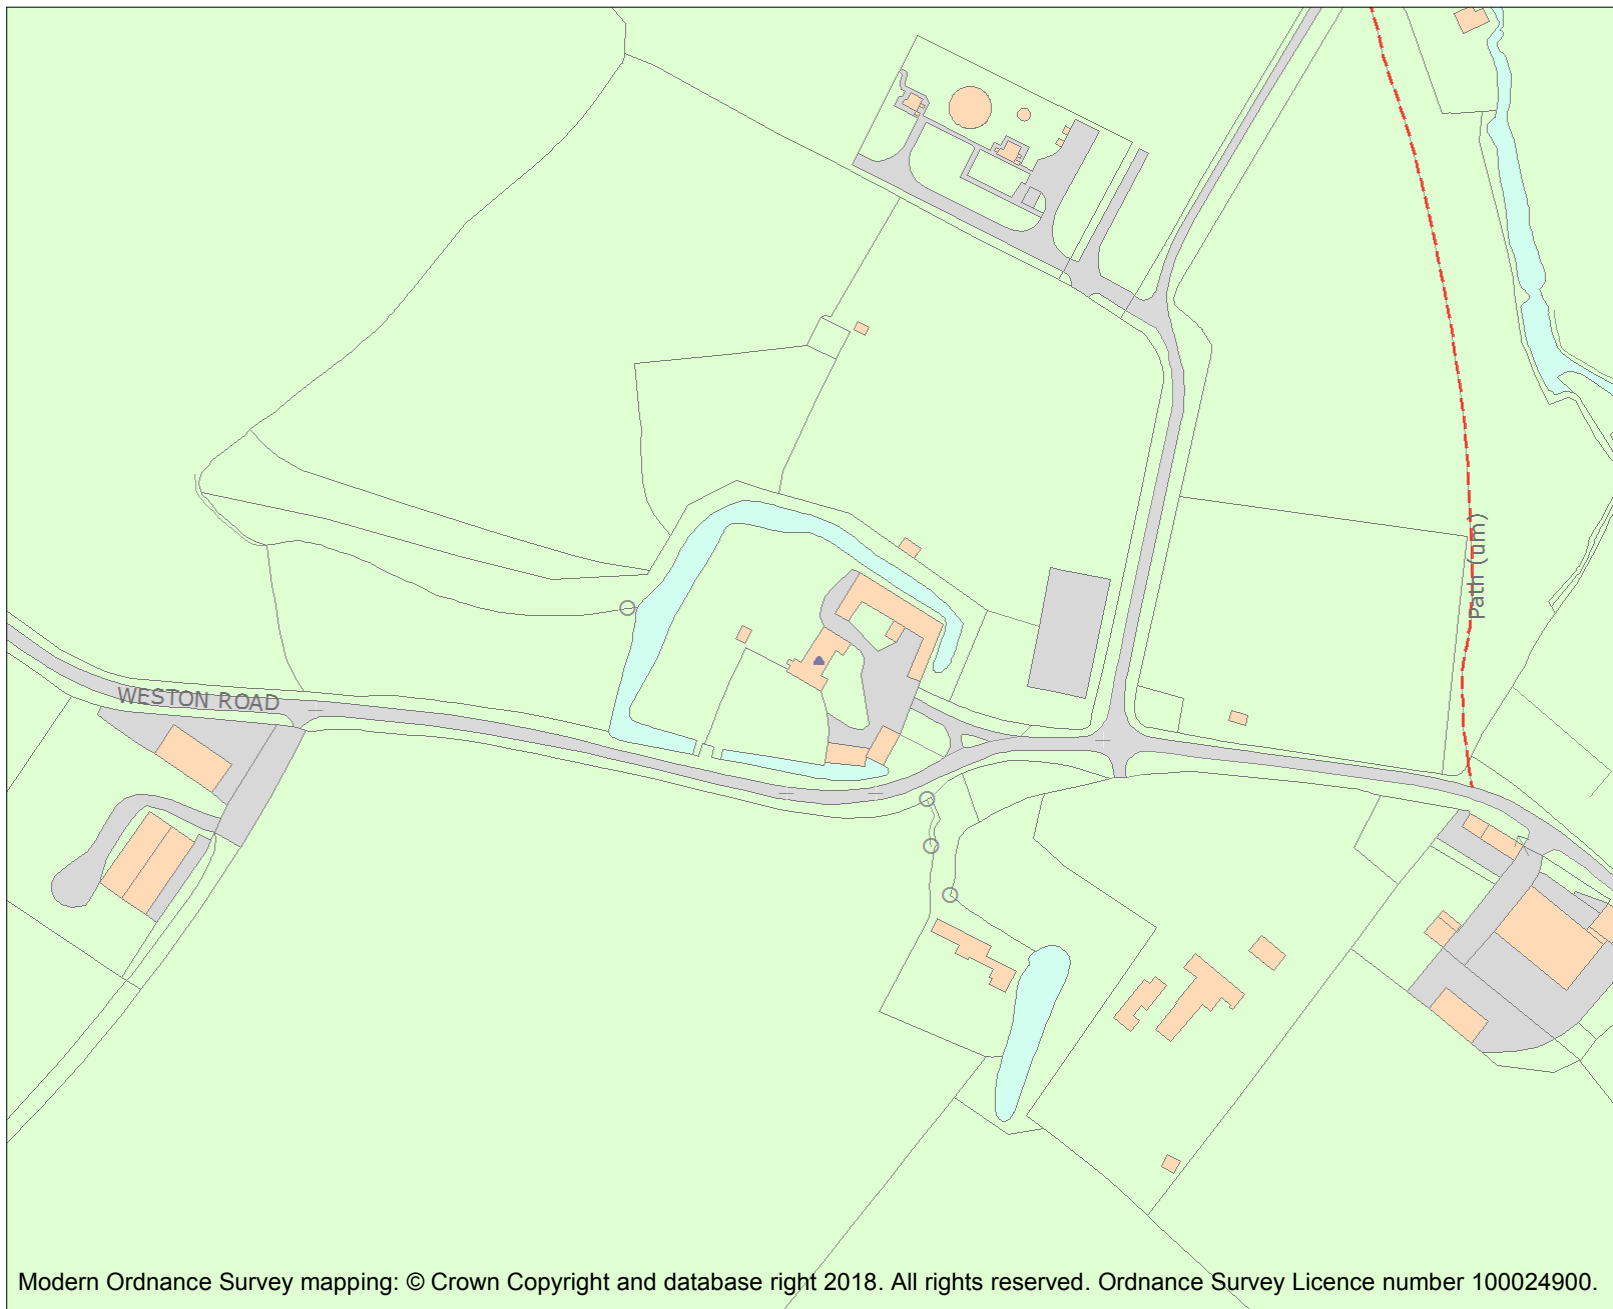 Path (um)
WESTON ROAD
Modern Ordnance Survey mapping: © Crown Copyright and database right 2018. All rights reserved. Ordnance Survey Licence number 100024900.